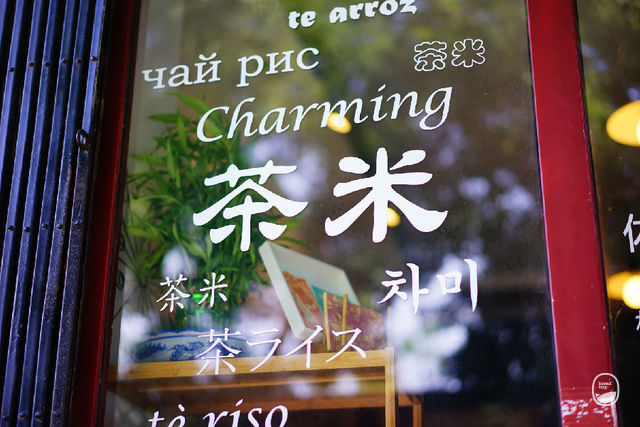 te arroz
чай рис
茶米
Charming
茶米
茶米
차미
茶ライス
tè riso